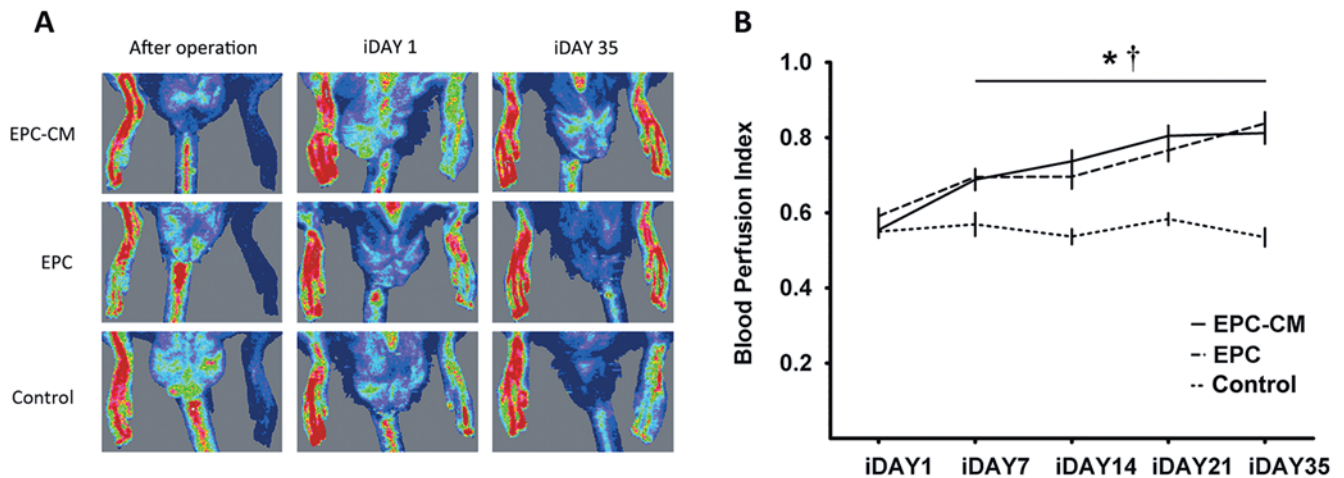 A
After operation
iDAY 1
iDAY 35
EPC-CM
EPC
Control
B
* †
1.0
0.8
0.6
0.4
0.2
Blood Perfusion Index
EPC-CM
EPC
Control
iDAY1
iDAY7
iDAY14
iDAY21
iDAY35